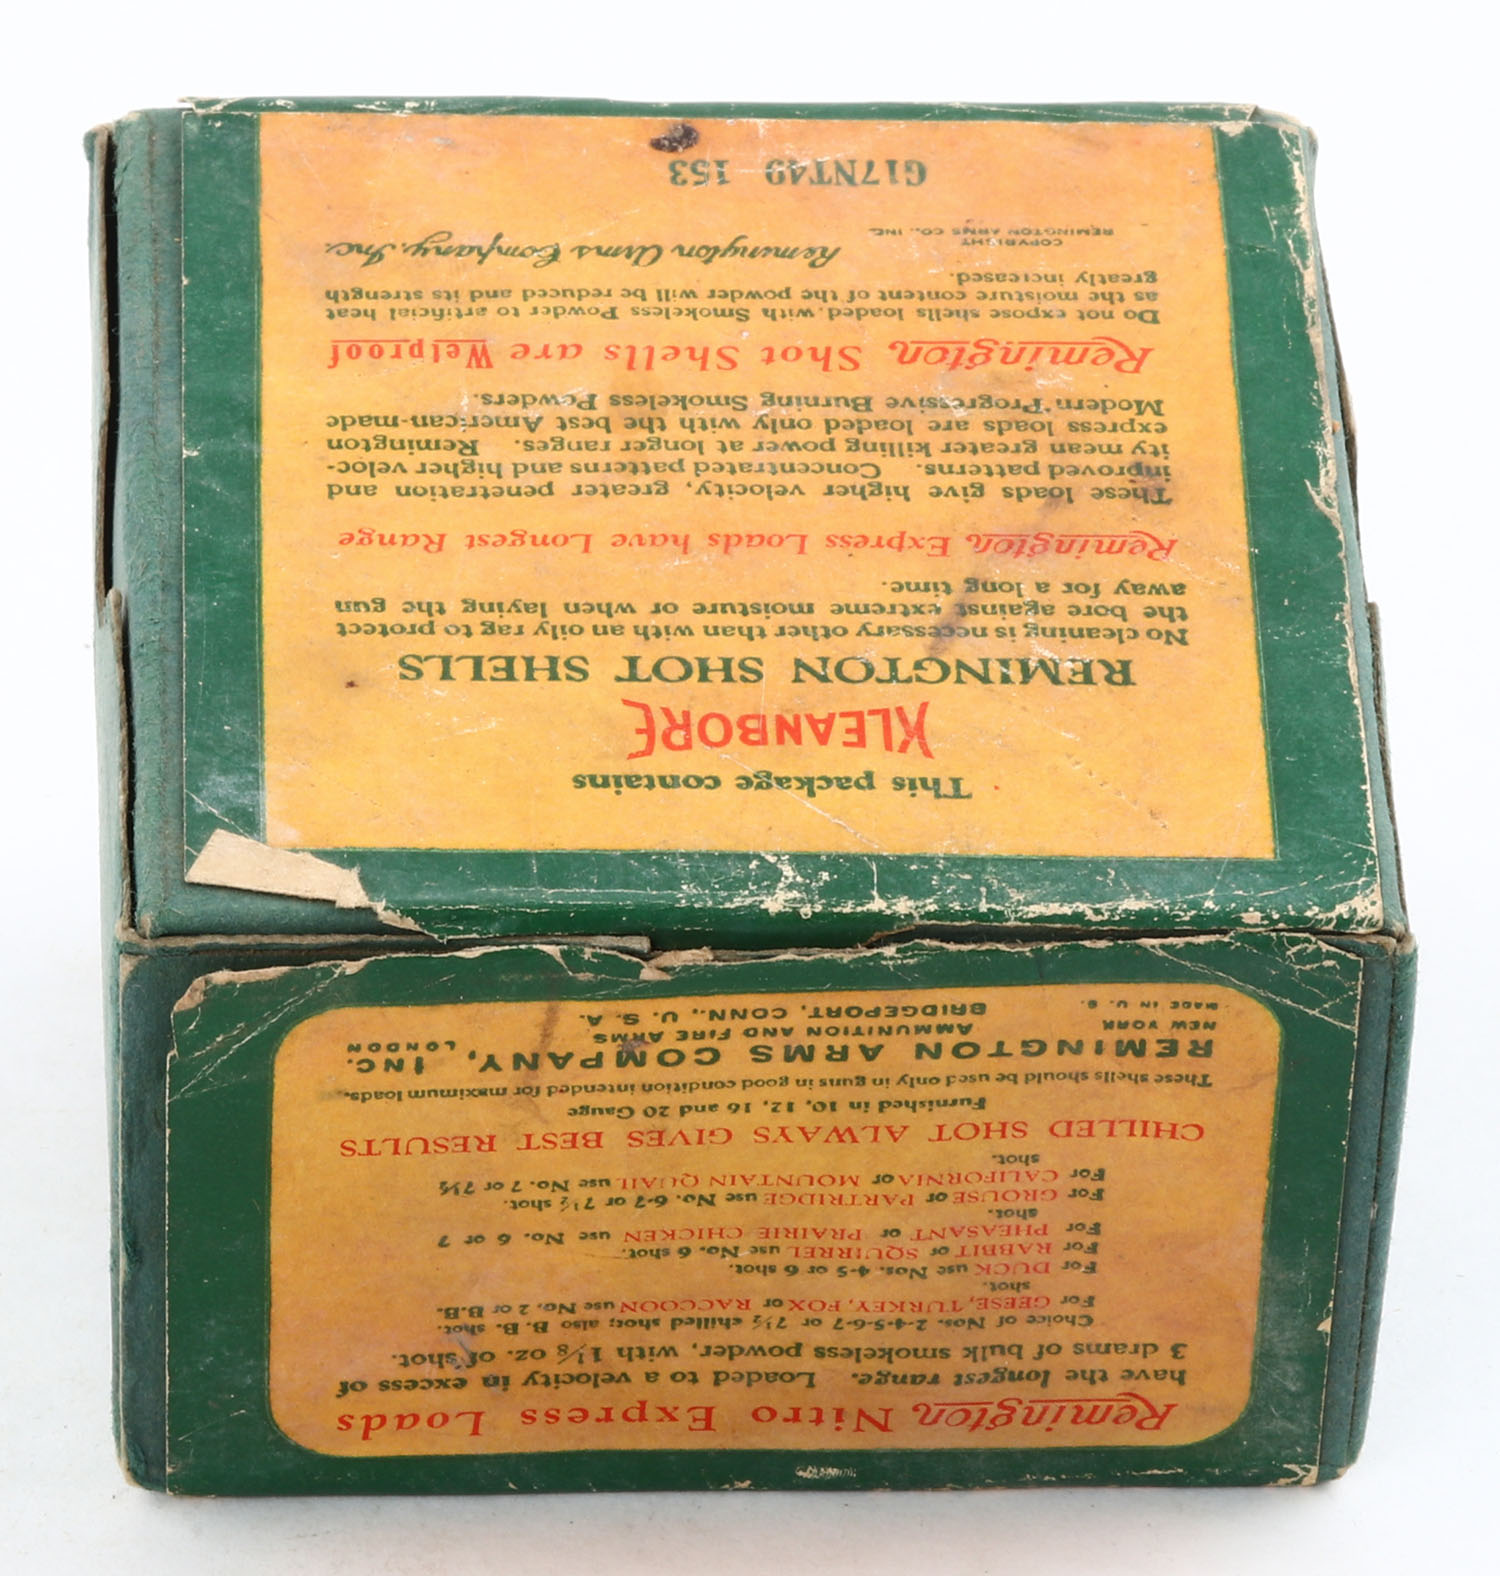 This package contains
KLEANBORE
REMINGTON SHOT SHELLS
No cleaning is necessary other than with an oily rag to protect
the bore against extreme moisture or when laying the gun
away for a long time.
Remington Express Loads have Longest Range
These loads give higher velocity, greater penetration and
improved patterns. Concentrated patterns and higher veloc-
ity mean greater killing power at longer ranges. Remington
express loads are loaded only with the best American-made
Modern Progressive Burning Smokeless Powders.
Remington Shot Shells are Wetproof
Do not expose shells loaded with Smokeless Powder to artificial heat
as the moisture content of the powder will be reduced and its strength
greatly increased.
COPYRIGHT
REMINGTON ARMS CO., INC.
Remington Arms Company, Inc.
G17NT49 153
Remington Nitro Express Loads
have the longest range. Loaded to a velocity in excess of
3 drams of bulk smokeless powder, with 1 1/8 oz. of shot.
Choice of Nos. 2-4-5-6-7 or 7½ chilled shot; also B. B. shot.
For GEESE, TURKEY, FOX or RACCOON use No. 2 or B.B.
shot.
For DUCK use Nos. 4-5 or 6 shot.
For RABBIT or SQUIRREL use No. 6 shot.
For PHEASANT or PRAIRIE CHICKEN use No. 6 or 7
shot.
For GROUSE or PARTRIDGE use No. 6-7 or 7½ shot.
For CALIFORNIA or MOUNTAIN QUAIL use No. 7 or 7½
shot.
CHILLED SHOT ALWAYS GIVES BEST RESULTS
Furnished in 10, 12, 16 and 20 Gauge
These shells should be used only in guns in good condition intended for maximum loads.
REMINGTON ARMS COMPANY, INC.
NEW YORK AMMUNITION AND FIRE ARMS LONDON
MADE IN U. S. BRIDGEPORT, CONN., U. S. A.